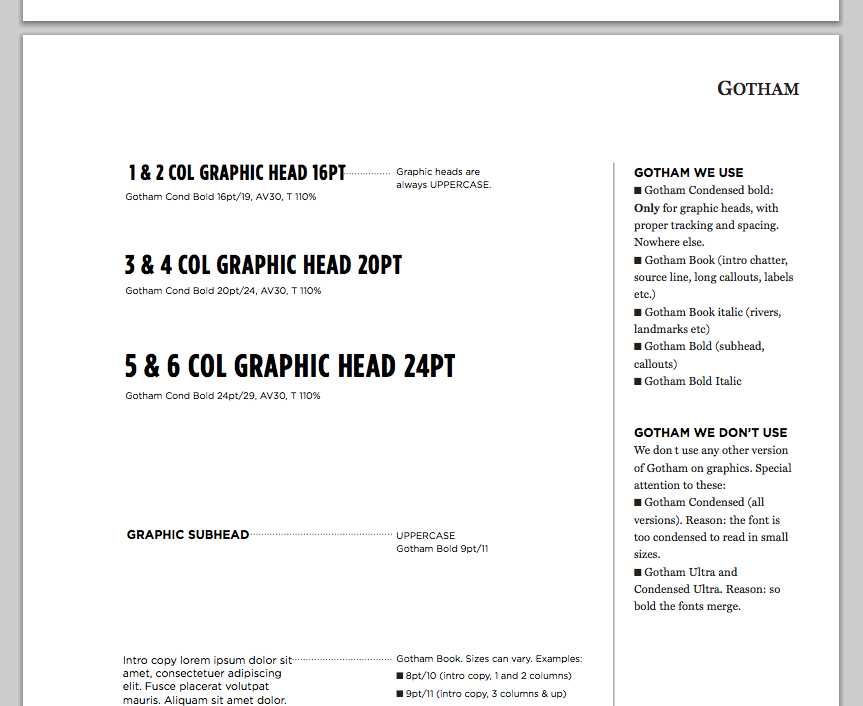 GOTHAM
1 & 2 COL GRAPHIC HEAD 16PT
Graphic heads are
always UPPERCASE.
Gotham Cond Bold 16pt/19, AV30, T 110%
3 & 4 COL GRAPHIC HEAD 20PT
Gotham Cond Bold 20pt/24, AV30, T 110%
5 & 6 COL GRAPHIC HEAD 24PT
Gotham Cond Bold 24pt/29, AV30, T 110%
GRAPHIC SUBHEAD
UPPERCASE
Gotham Bold 9pt/11
Intro copy lorem ipsum dolor sit
amet, consectetuer adipiscing
elit. Fusce placerat volutpat
mauris. Aliquam sit amet dolor.
Gotham Book. Sizes can vary. Examples:
■ 8pt/10 (intro copy, 1 and 2 columns)
■ 9pt/11 (intro copy, 3 columns & up)
GOTHAM WE USE
■ Gotham Condensed bold:
Only for graphic heads, with
proper tracking and spacing.
Nowhere else.
■ Gotham Book (intro chatter,
source line, long callouts, labels
etc.)
■ Gotham Book italic (rivers,
landmarks etc)
■ Gotham Bold (subhead,
callouts)
■ Gotham Bold Italic
GOTHAM WE DON'T USE
We don t use any other version
of Gotham on graphics. Special
attention to these:
■ Gotham Condensed (all
versions). Reason: the font is
too condensed to read in small
sizes.
■ Gotham Ultra and
Condensed Ultra. Reason: so
bold the fonts merge.